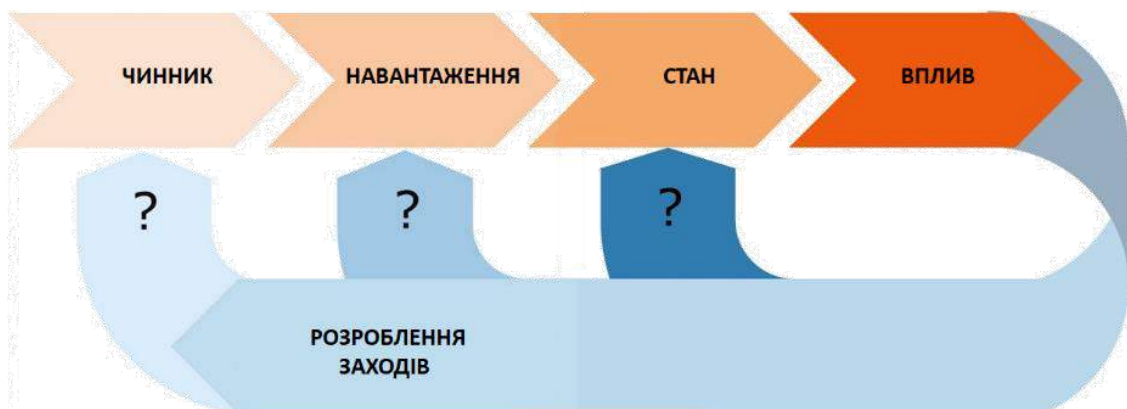 ЧИННИК
НАВАНТАЖЕННЯ
СТАН
ВПЛИВ
?
?
?
РОЗРОБЛЕННЯ
ЗАХОДІВ